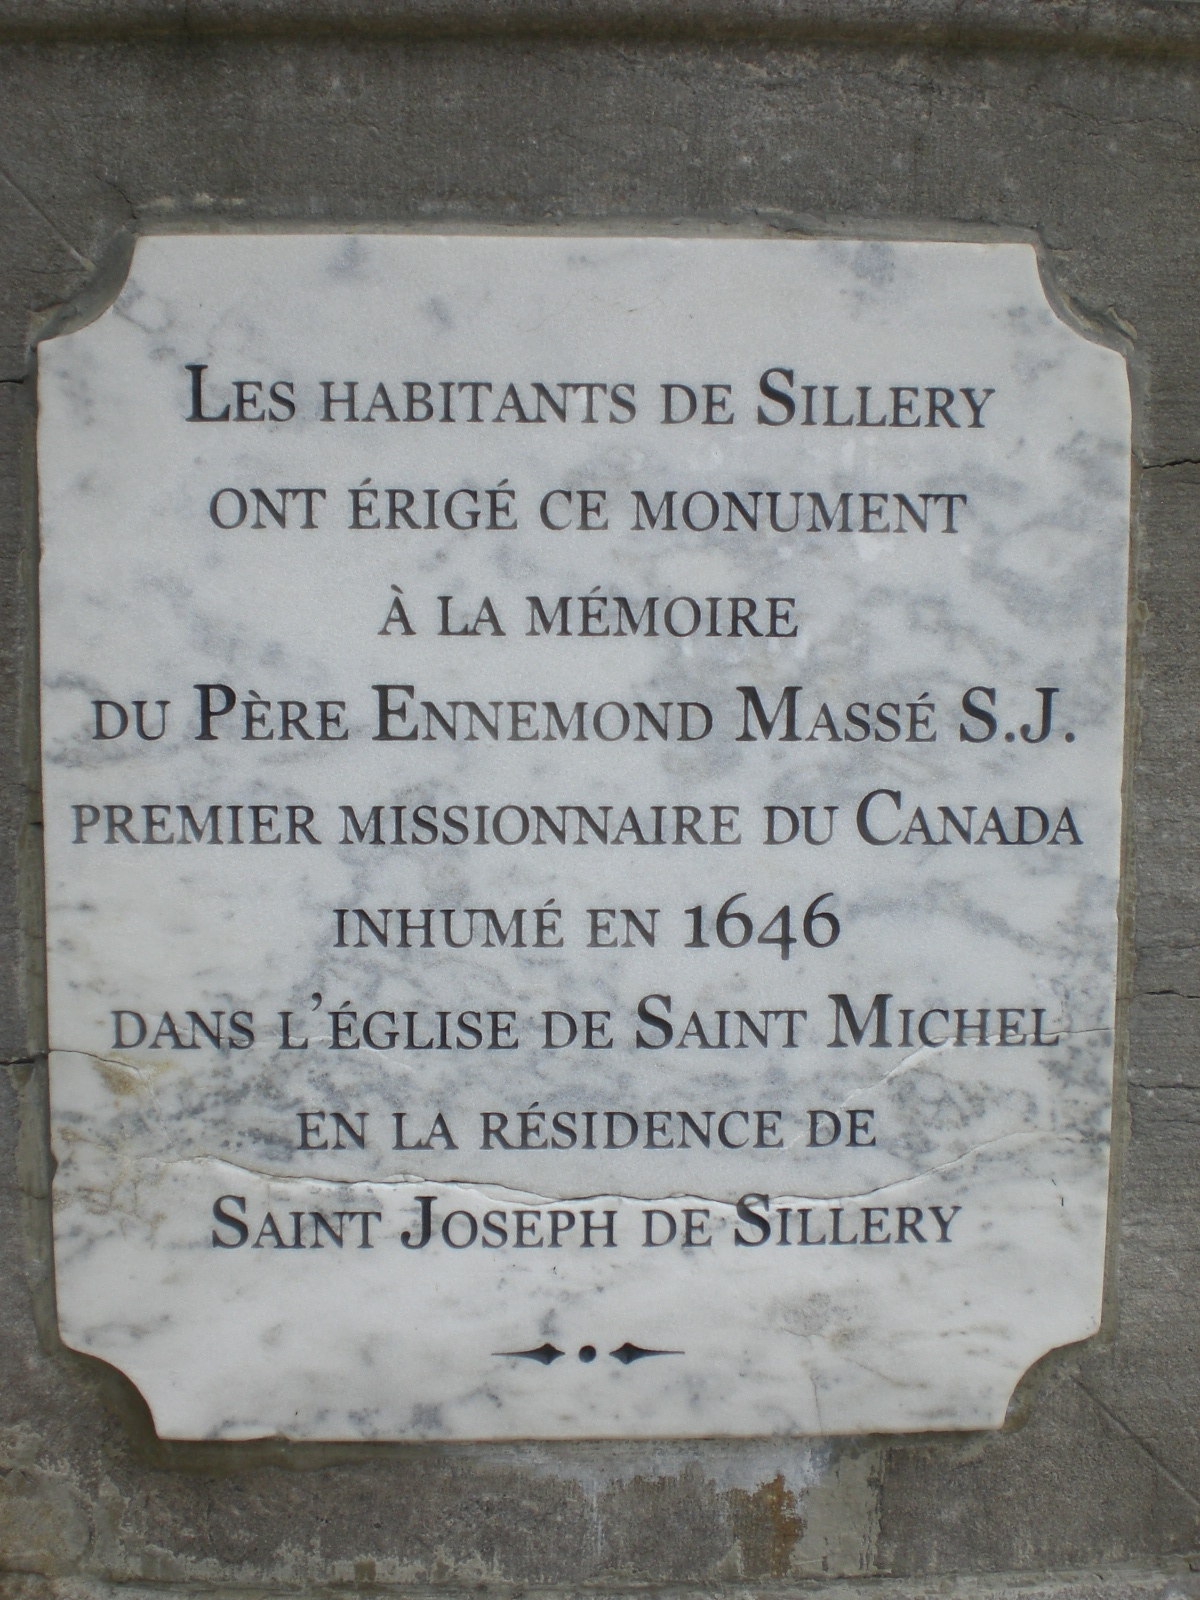 Les habitants de Sillery
ont érigé ce monument
à la mémoire
du Père Ennemond Massé S.J.
premier missionnaire du Canada
inhumé en 1646
dans l'église de Saint Michel
en la résidence de
Saint Joseph de Sillery